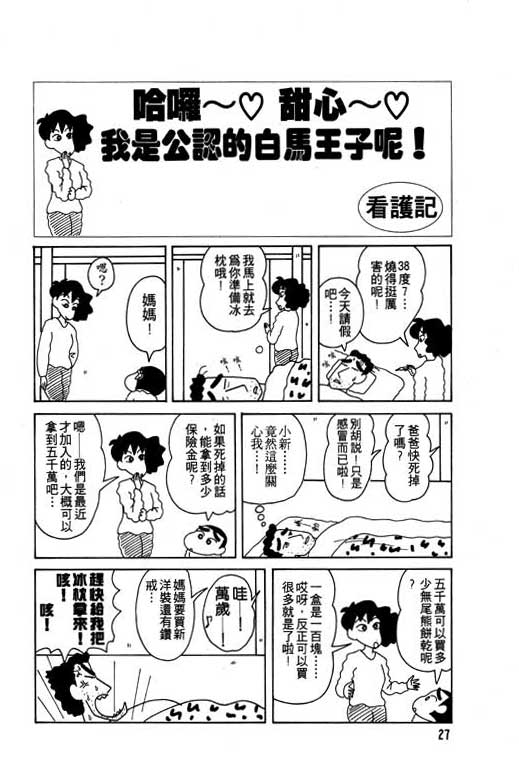 哈囉～♡ 甜心～♡
我是公認的白馬王子呢！
看護記
38度？…
燒得挺厲
害的呢！
今天請假
吧…！
我馬上就去
為你準備冰
枕哦！
媽媽！
嗯？
爸爸快死掉
了嗎？
別胡說！只是
感冒而已啦！
小新……
竟然這麼關
心我…！
如果死掉的話
，能拿到多少
保險金呢？
嗯──我們是最近
才加入的，大概可以
拿到五千萬吧…
五千萬可以買多
少無尾熊餅乾呢
？
一盒是一百塊……
哎呀，反正可以買
很多就是了啦！
哇──
萬歲──！
媽媽要買新
洋裝還有鑽
戒…
趕快給我把
冰枕拿來！
咳！
咳！
27